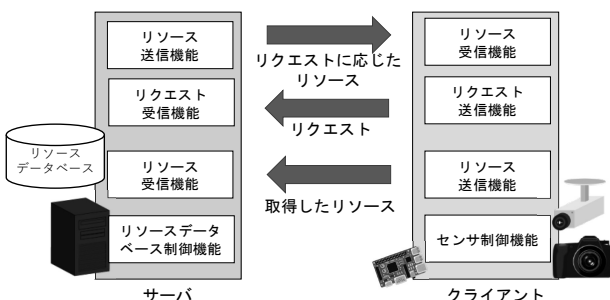 リソース
送信機能
リクエスト
受信機能
リソース
データベース
リソース
受信機能
リソースデータ
ベース制御機能
サーバ
リクエストに応じた
リソース
リクエスト
取得したリソース
リソース
受信機能
リクエスト
送信機能
リソース
送信機能
センサ制御機能
クライアント